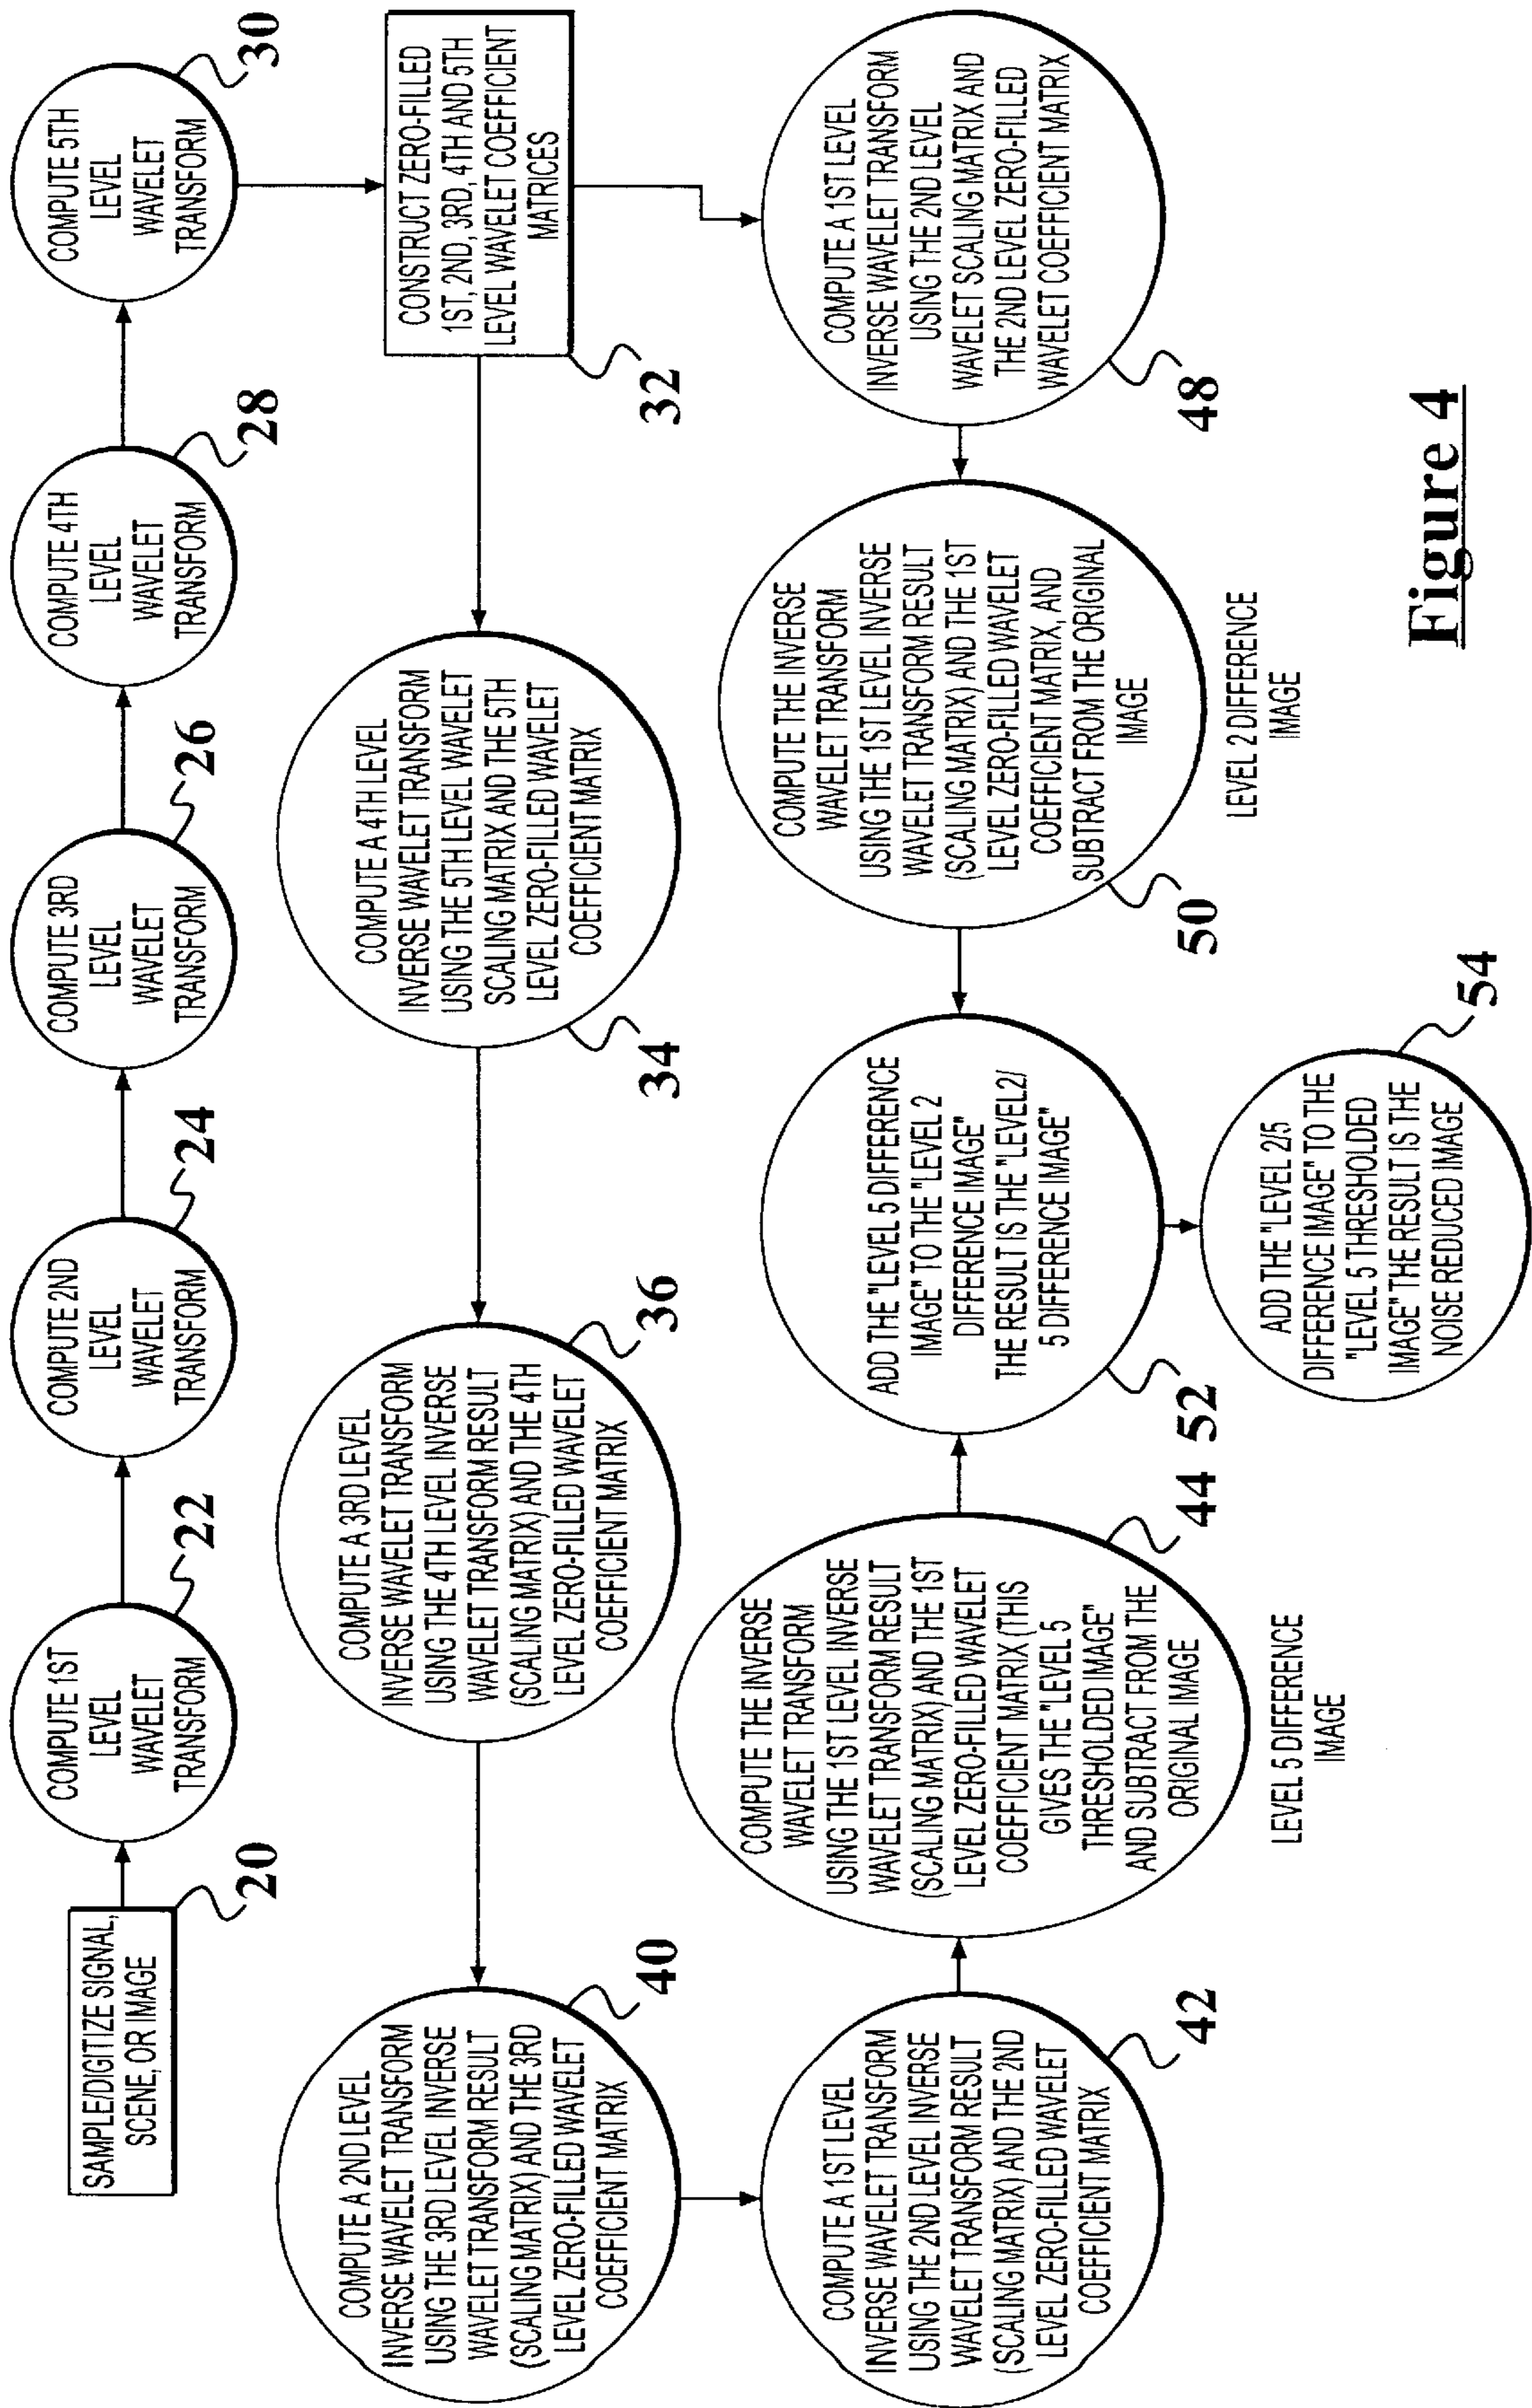 SAMPLE/DIGITIZE SIGNAL,
SCENE, OR IMAGE
20
COMPUTE 1ST
LEVEL
WAVELET
TRANSFORM
22
COMPUTE 2ND
LEVEL
WAVELET
TRANSFORM
24
COMPUTE 3RD
LEVEL
WAVELET
TRANSFORM
26
COMPUTE 4TH
LEVEL
WAVELET
TRANSFORM
28
COMPUTE 5TH
LEVEL
WAVELET
TRANSFORM
30
CONSTRUCT ZERO-FILLED
1ST, 2ND, 3RD, 4TH AND 5TH
LEVEL WAVELET COEFFICIENT
MATRICES
32
COMPUTE A 4TH LEVEL
INVERSE WAVELET TRANSFORM
USING THE 5TH LEVEL WAVELET
SCALING MATRIX AND THE 5TH
LEVEL ZERO-FILLED WAVELET
COEFFICIENT MATRIX
34
COMPUTE A 3RD LEVEL
INVERSE WAVELET TRANSFORM
USING THE 4TH LEVEL INVERSE
WAVELET TRANSFORM RESULT
(SCALING MATRIX) AND THE 4TH
LEVEL ZERO-FILLED WAVELET
COEFFICIENT MATRIX
36
COMPUTE A 2ND LEVEL
INVERSE WAVELET TRANSFORM
USING THE 3RD LEVEL INVERSE
WAVELET TRANSFORM RESULT
(SCALING MATRIX) AND THE 3RD
LEVEL ZERO-FILLED WAVELET
COEFFICIENT MATRIX
40
COMPUTE A 1ST LEVEL
INVERSE WAVELET TRANSFORM
USING THE 2ND LEVEL INVERSE
WAVELET TRANSFORM RESULT
(SCALING MATRIX) AND THE 2ND
LEVEL ZERO-FILLED WAVELET
COEFFICIENT MATRIX
42
COMPUTE THE INVERSE
WAVELET TRANSFORM
USING THE 1ST LEVEL INVERSE
WAVELET TRANSFORM RESULT
(SCALING MATRIX) AND THE 1ST
LEVEL ZERO-FILLED WAVELET
COEFFICIENT MATRIX (THIS
GIVES THE "LEVEL 5
THRESHOLDED IMAGE"
AND SUBTRACT FROM THE
ORIGINAL IMAGE
44
LEVEL 5 DIFFERENCE
IMAGE
COMPUTE A 1ST LEVEL
INVERSE WAVELET TRANSFORM
USING THE 2ND LEVEL
WAVELET SCALING MATRIX AND
THE 2ND LEVEL ZERO-FILLED
WAVELET COEFFICIENT MATRIX
48
COMPUTE THE INVERSE
WAVELET TRANSFORM
USING THE 1ST LEVEL INVERSE
WAVELET TRANSFORM RESULT
(SCALING MATRIX) AND THE 1ST
LEVEL ZERO-FILLED WAVELET
COEFFICIENT MATRIX, AND
SUBTRACT FROM THE ORIGINAL
IMAGE
50
LEVEL 2 DIFFERENCE
IMAGE
ADD THE "LEVEL 5 DIFFERENCE
IMAGE" TO THE "LEVEL 2
DIFFERENCE IMAGE"
THE RESULT IS THE "LEVEL2/
5 DIFFERENCE IMAGE"
52
ADD THE "LEVEL 2/5
DIFFERENCE IMAGE" TO THE
"LEVEL 5 THRESHOLDED
IMAGE" THE RESULT IS THE
NOISE REDUCED IMAGE
54
Figure 4